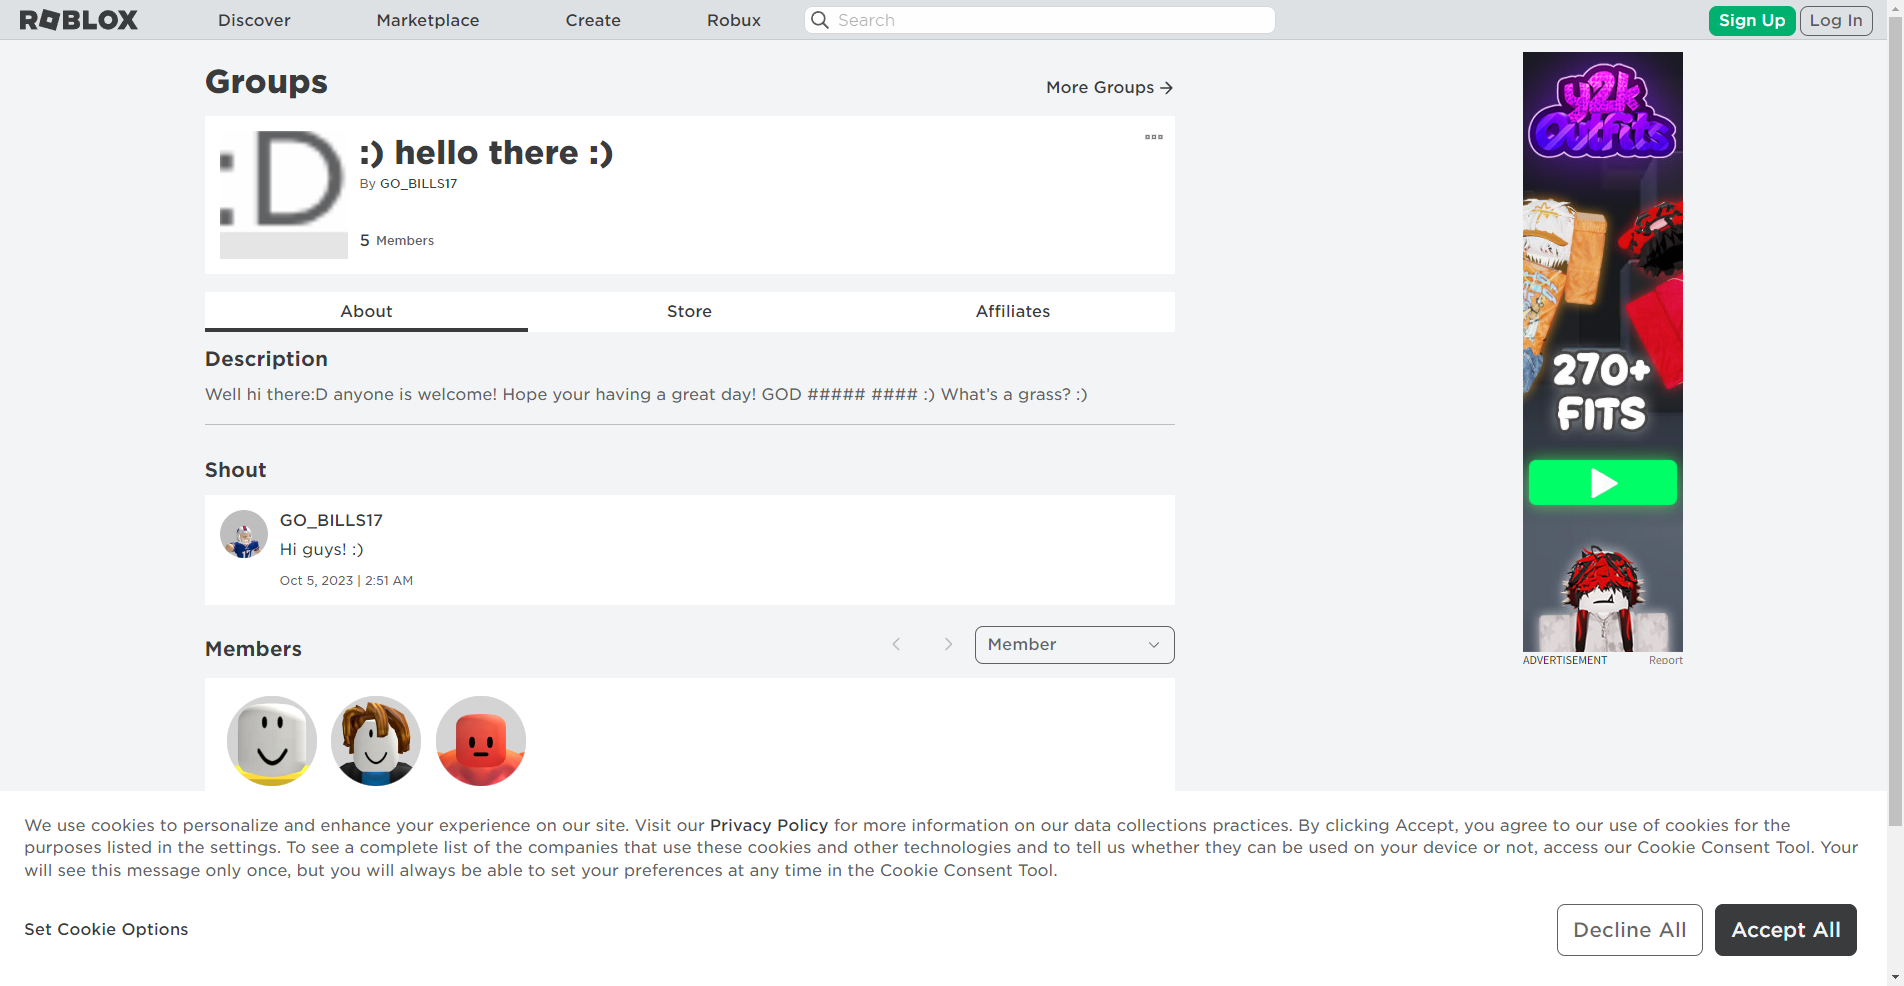 ROBLOX
Discover
Marketplace
Create
Robux
Search
Sign Up
Log In
Groups
More Groups
:D
:) hello there :)
By GO_BILLS17
5 Members
About
Store
Affiliates
Description
Well hi there:D anyone is welcome! Hope your having a great day! GOD ##### #### :) What’s a grass? :)
Shout
GO_BILLS17
Hi guys! :)
Oct 5, 2023 | 2:51 AM
Members
Member
y2k
Outfits
270+
FITS
ADVERTISEMENT
Report
We use cookies to personalize and enhance your experience on our site. Visit our Privacy Policy for more information on our data collections practices. By clicking Accept, you agree to our use of cookies for the
purposes listed in the settings. To see a complete list of the companies that use these cookies and other technologies and to tell us whether they can be used on your device or not, access our Cookie Consent Tool. Your
will see this message only once, but you will always be able to set your preferences at any time in the Cookie Consent Tool.
Set Cookie Options
Decline All
Accept All